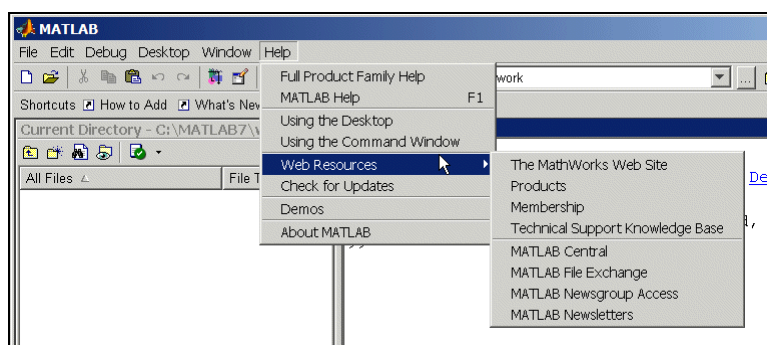 MATLAB
File Edit Debug Desktop Window Help
work
...
Shortcuts How to Add What's New
Current Directory - C:\MATLAB7\
All Files
File T
Full Product Family Help
MATLAB Help F1
Using the Desktop
Using the Command Window
Web Resources
Check for Updates
Demos
About MATLAB
The MathWorks Web Site
Products
Membership
Technical Support Knowledge Base
MATLAB Central
MATLAB File Exchange
MATLAB Newsgroup Access
MATLAB Newsletters
De